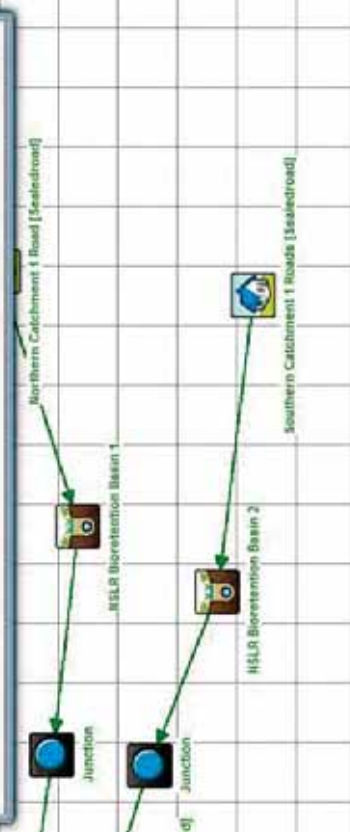 Northern Catchment 1 Road [Sealedroad]
Southern Catchment 1 Roads [Sealedroad]
NSLR Bioretention Basin 1
NSLR Bioretention Basin 2
Junction
Junction
d]